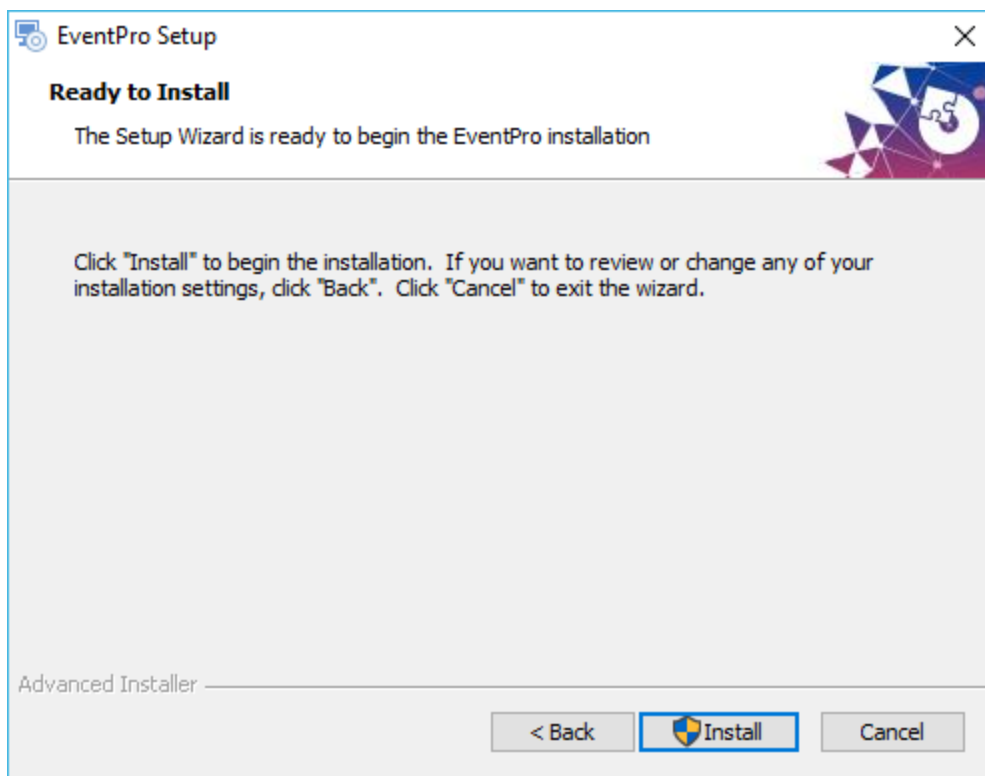 EventPro Setup
Ready to Install
The Setup Wizard is ready to begin the EventPro installation
Click "Install" to begin the installation.  If you want to review or change any of your
installation settings, click "Back".  Click "Cancel" to exit the wizard.
Advanced Installer
< Back
Install
Cancel